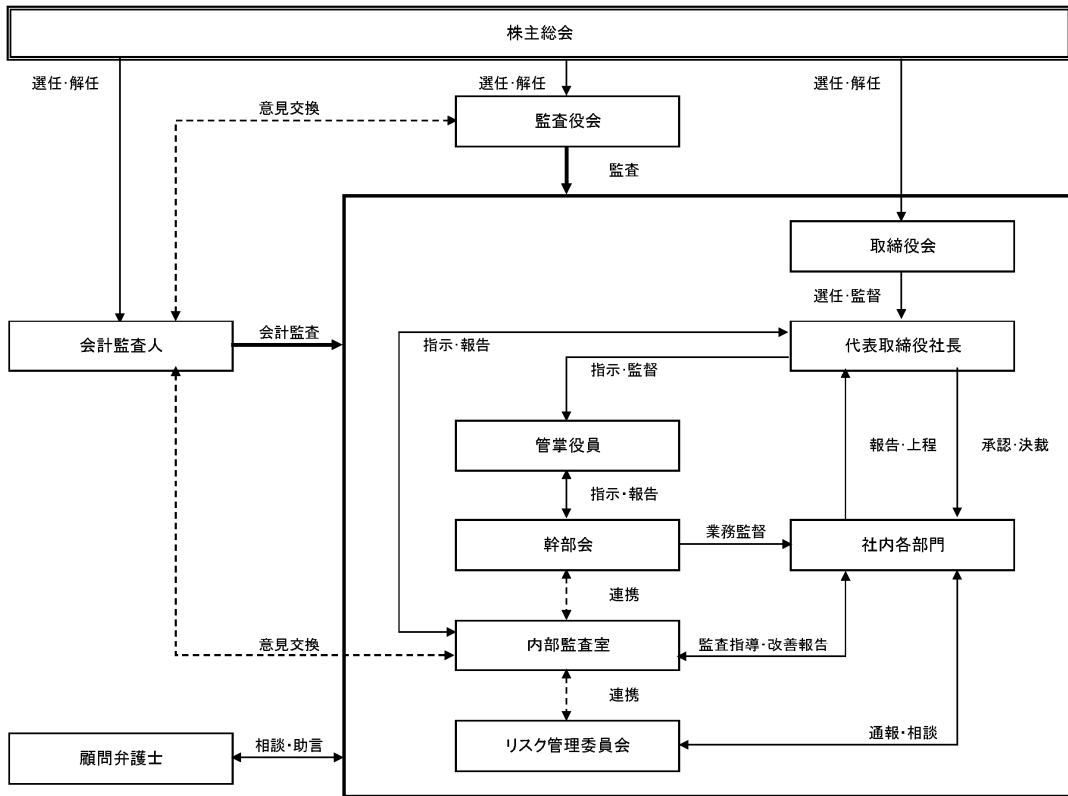 株主総会
選任・解任
選任・解任
選任・解任
意見交換
監査役会
監査
取締役会
選任・監督
会計監査人
会計監査
指示・報告
代表取締役社長
指示・監督
管掌役員
報告・上程
承認・決裁
指示・報告
幹部会
業務監督
社内各部門
連携
意見交換
内部監査室
監査指導・改善報告
連携
顧問弁護士
相談・助言
リスク管理委員会
通報・相談